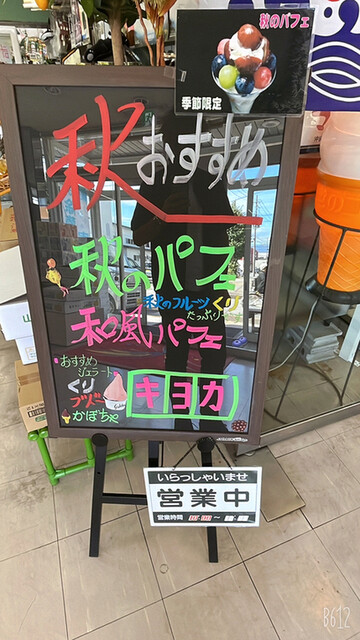 秋のパフェ
季節限定
秋おすすめ
秋のパフェ
秋のフルーツくり
たっぷり
和風パフェ
おすすめ
ジェラート
くり
ブドー
かぼちゃ
キヨカ
いらっしゃいませ
営業中
営業時間
B612